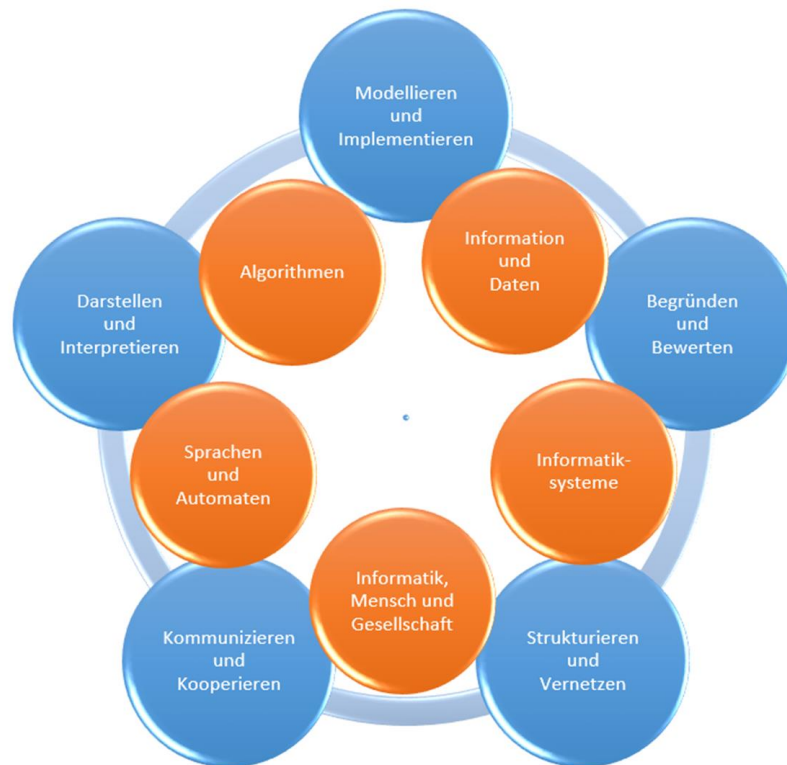 Modellieren
und
Implementieren
Information
und
Daten
Algorithmen
Darstellen
und
Interpretieren
Begründen
und
Bewerten
Sprachen
und
Automaten
Informatik-
systeme
Informatik,
Mensch und
Gesellschaft
Kommunizieren
und
Kooperieren
Strukturieren
und
Vernetzen